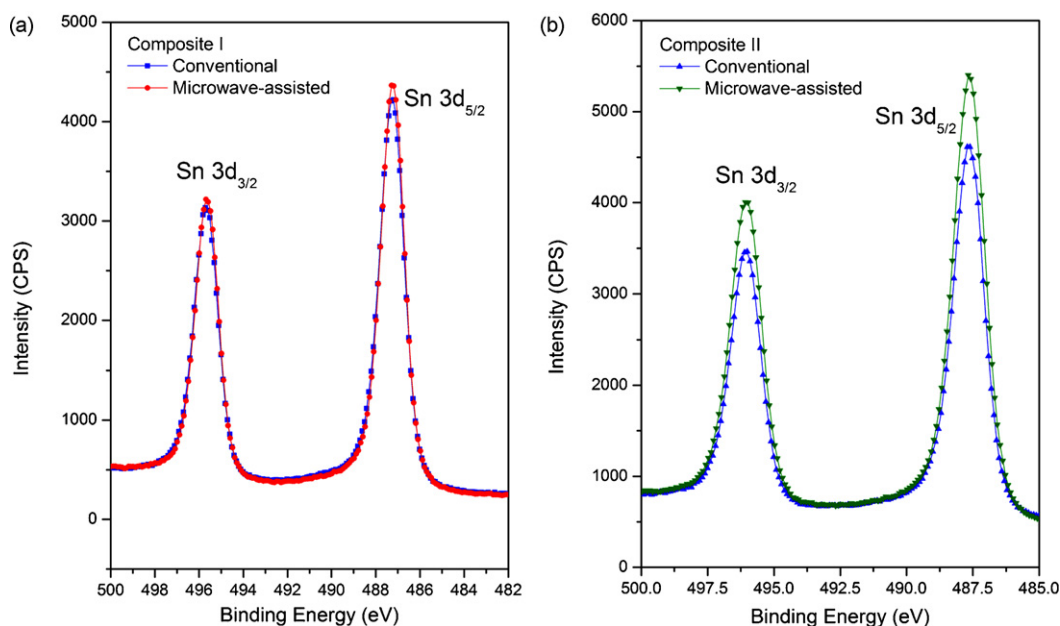 (a)
Composite I
Conventional
Microwave-assisted
Sn 3d5/2
Sn 3d3/2
Intensity (CPS)
5000
4000
3000
2000
1000
0
500 498 496 494 492 490 488 486 484 482
Binding Energy (eV)
(b)
Composite II
Conventional
Microwave-assisted
Sn 3d5/2
Sn 3d3/2
Intensity (CPS)
6000
5000
4000
3000
2000
1000
0
500.0 497.5 495.0 492.5 490.0 487.5 485.0
Binding Energy (eV)